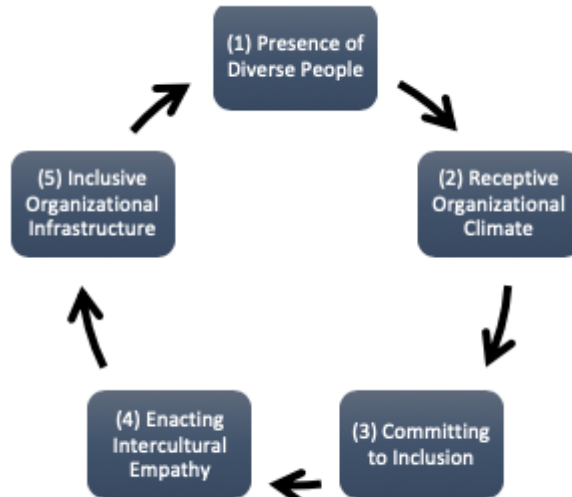 (1) Presence of
Diverse People
(2) Receptive
Organizational
Climate
(3) Committing
to Inclusion
(4) Enacting
Intercultural
Empathy
(5) Inclusive
Organizational
Infrastructure